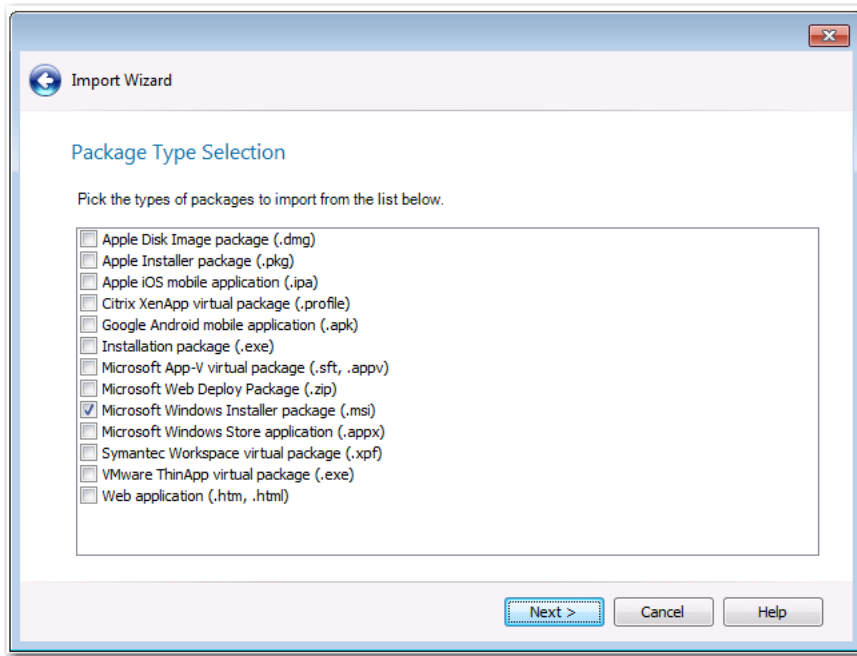 Import Wizard
Package Type Selection
Pick the types of packages to import from the list below.
Apple Disk Image package (.dmg)
Apple Installer package (.pkg)
Apple iOS mobile application (.ipa)
Citrix XenApp virtual package (.profile)
Google Android mobile application (.apk)
Installation package (.exe)
Microsoft App-V virtual package (.sft, .appv)
Microsoft Web Deploy Package (.zip)
Microsoft Windows Installer package (.msi)
Microsoft Windows Store application (.appx)
Symantec Workspace virtual package (.xpf)
VMware ThinApp virtual package (.exe)
Web application (.htm, .html)
Next > Cancel Help